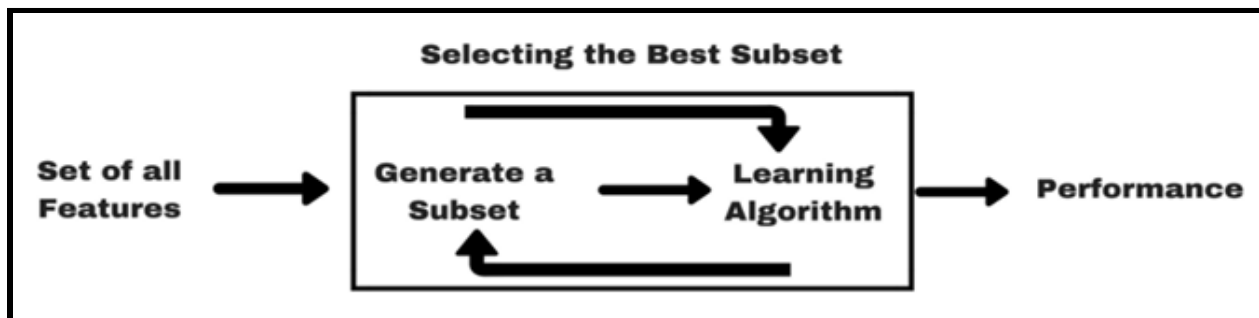 Selecting the Best Subset
Set of all
Features
Generate a
Subset
Learning
Algorithm
Performance